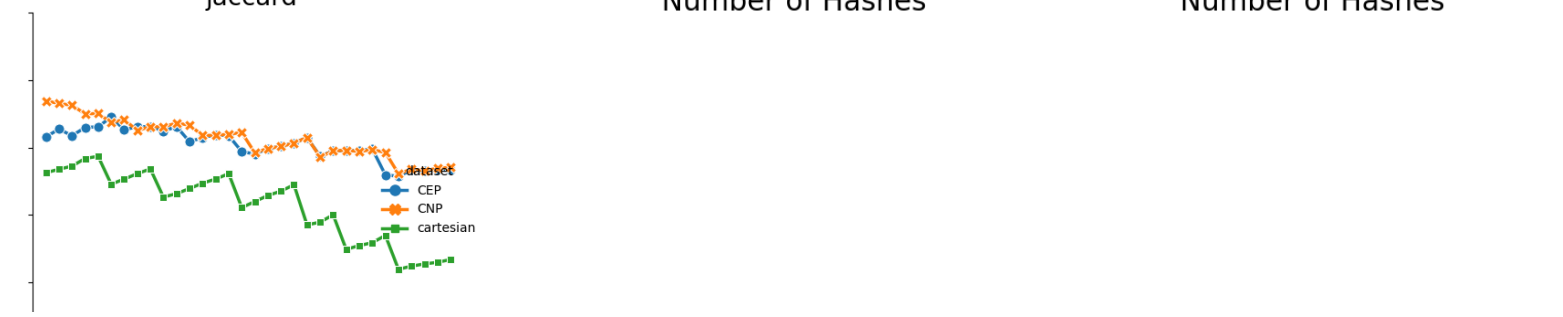 jaccard
Number of Hashes
Number of Hashes
dataset
CEP
CNP
cartesian